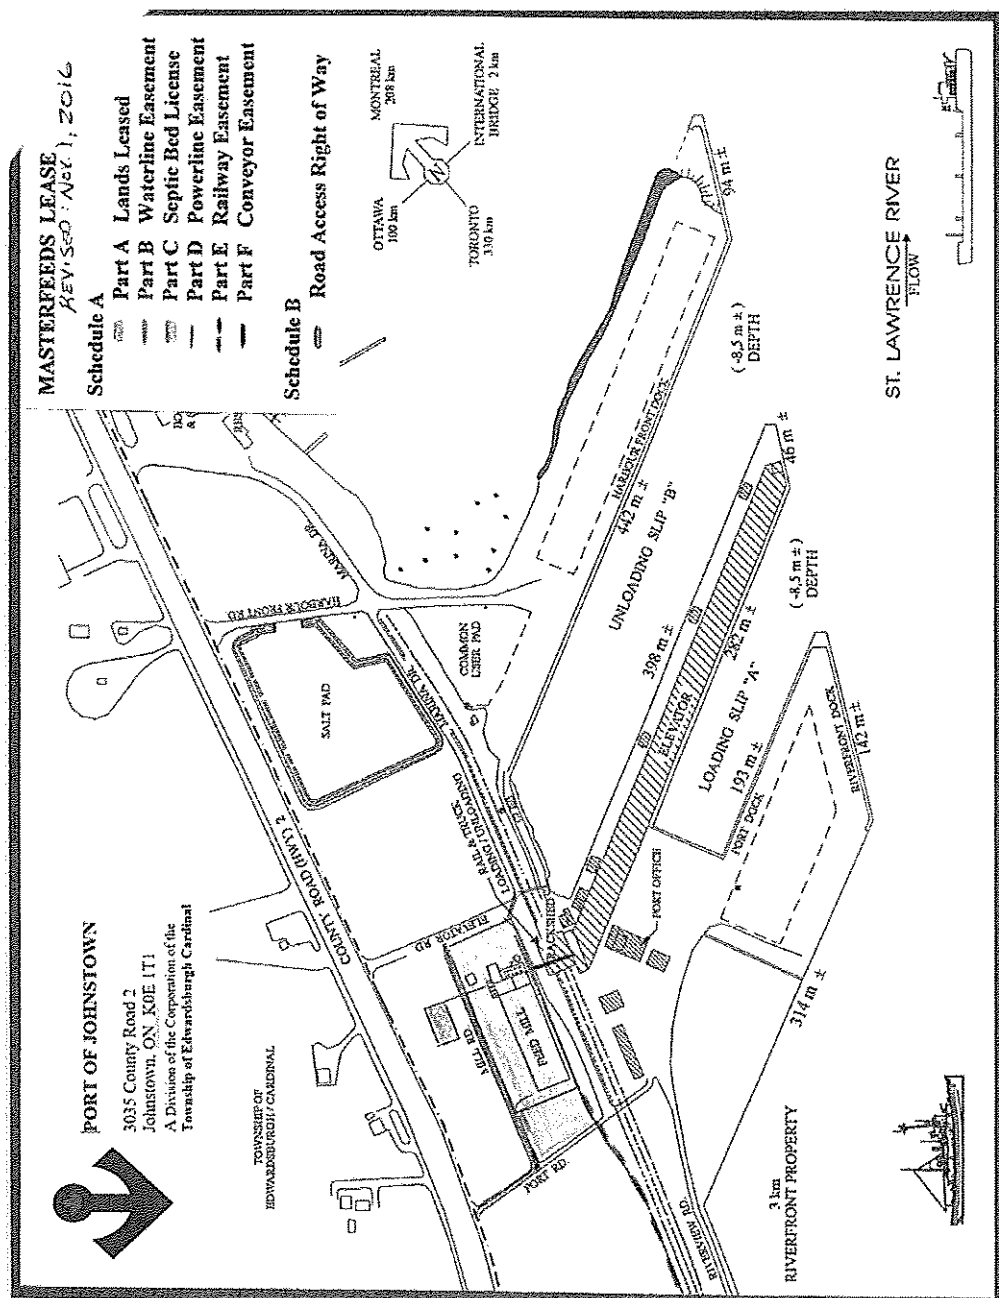 PORT OF JOHNSTOWN
3035 County Road 2
Johnstown, ON K0E 1T1
A Division of the Corporation of the
Township of Edwardsburgh Cardinal
MASTERFEEDS LEASE
REVISED: NOV. 1, 2016
Schedule A
Part A Lands Leased
Part B Waterline Easement
Part C Septic Bed License
Part D Powerline Easement
Part E Railway Easement
Part F Conveyor Easement
Schedule B
Road Access Right of Way
OTTAWA
100 km
MONTREAL
208 km
N
TORONTO
330 km
INTERNATIONAL
BRIDGE 2 km
TOWNSHIP OF
EDWARDSBURGH / CARDINAL
COUNTY ROAD (HWY) 2
HARBOUR FRONT RD
MARINA DR.
SALT PAD
MARINA DR.
COMMON
USER PAD
RAIL & TRUCK
LOADING / UNLOADING
ELEVATOR RD
MILL RD
FEED MILL
PORT RD.
PORT OFFICE
HARBOUR FRONT DOCK
442 m ±
94 m ±
(-8,5 m ±)
DEPTH
UNLOADING SLIP "B"
398 m ±
46 m ±
ELEVATOR
282 m ±
LOADING SLIP "A"
(-8,5 m ±)
DEPTH
193 m ±
PORT DOCK
RIVERFRONT DOCK
142 m ±
314 m ±
RIVERVIEW RD.
3 km
RIVERFRONT PROPERTY
ST. LAWRENCE RIVER
FLOW